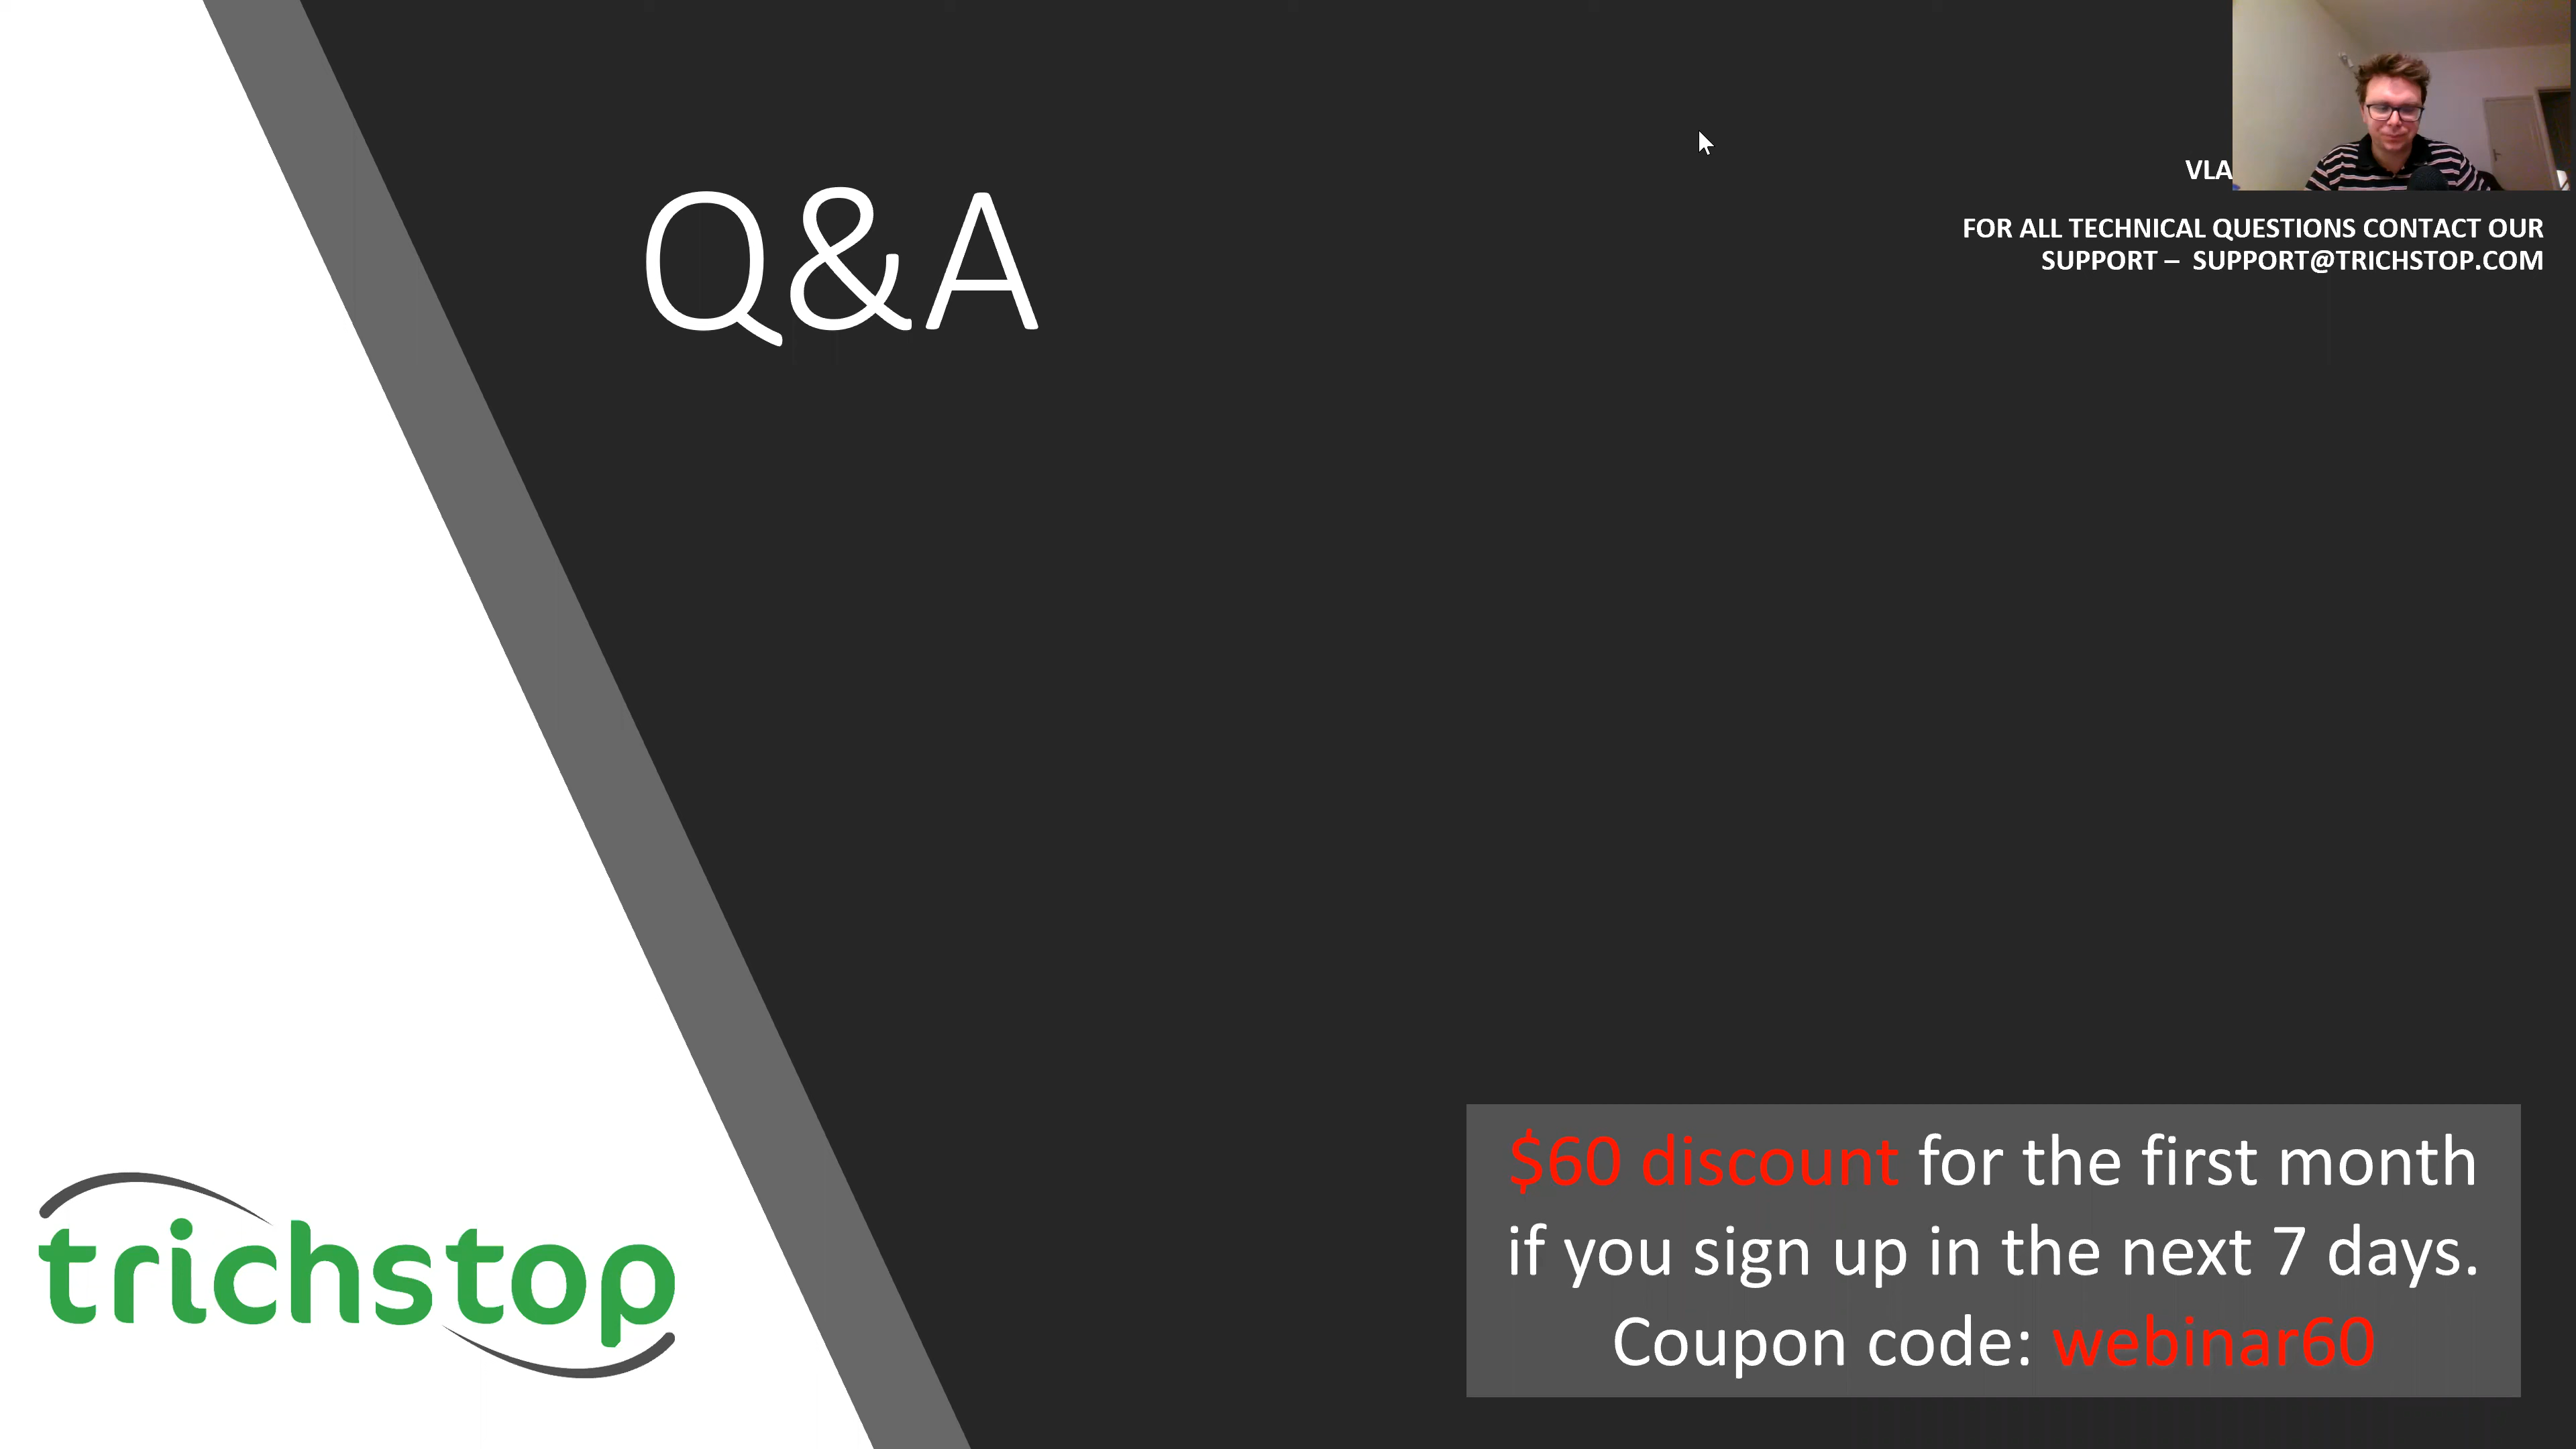 Q&A
FOR ALL TECHNICAL QUESTIONS CONTACT OUR
SUPPORT – SUPPORT@TRICHSTOP.COM
trichstop
$60 discount for the first month
if you sign up in the next 7 days.
Coupon code: webinar60